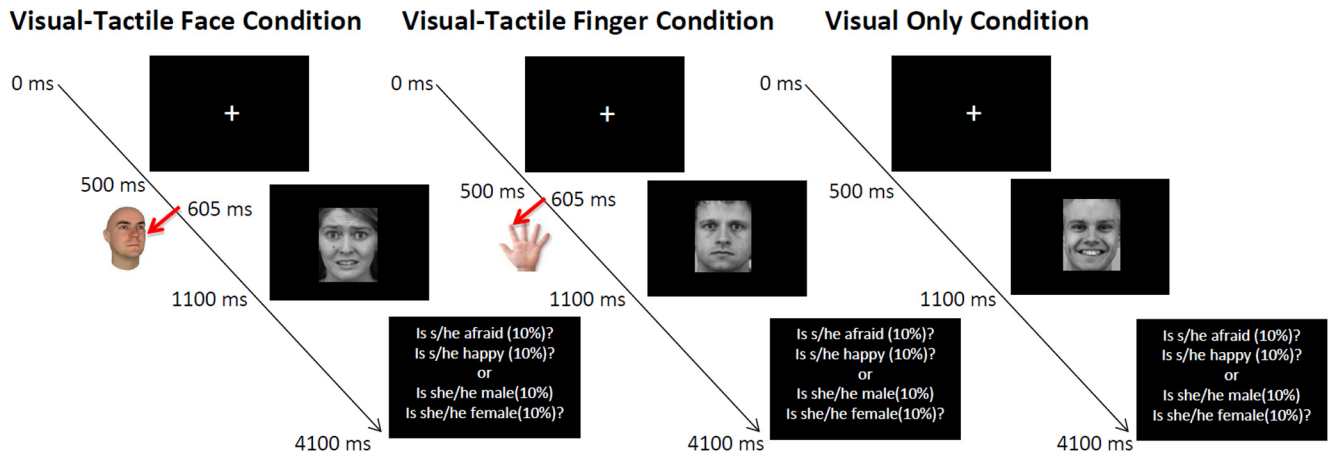 Visual-Tactile Face Condition
0 ms
+
500 ms
605 ms
1100 ms
Is s/he afraid (10%)?
Is s/he happy (10%)?
or
Is she/he male(10%)
Is she/he female(10%)?
4100 ms
Visual-Tactile Finger Condition
0 ms
+
500 ms
605 ms
1100 ms
Is s/he afraid (10%)?
Is s/he happy (10%)?
or
Is she/he male(10%)
Is she/he female(10%)?
4100 ms
Visual Only Condition
0 ms
+
500 ms
1100 ms
Is s/he afraid (10%)?
Is s/he happy (10%)?
or
Is she/he male(10%)
Is she/he female(10%)?
4100 ms